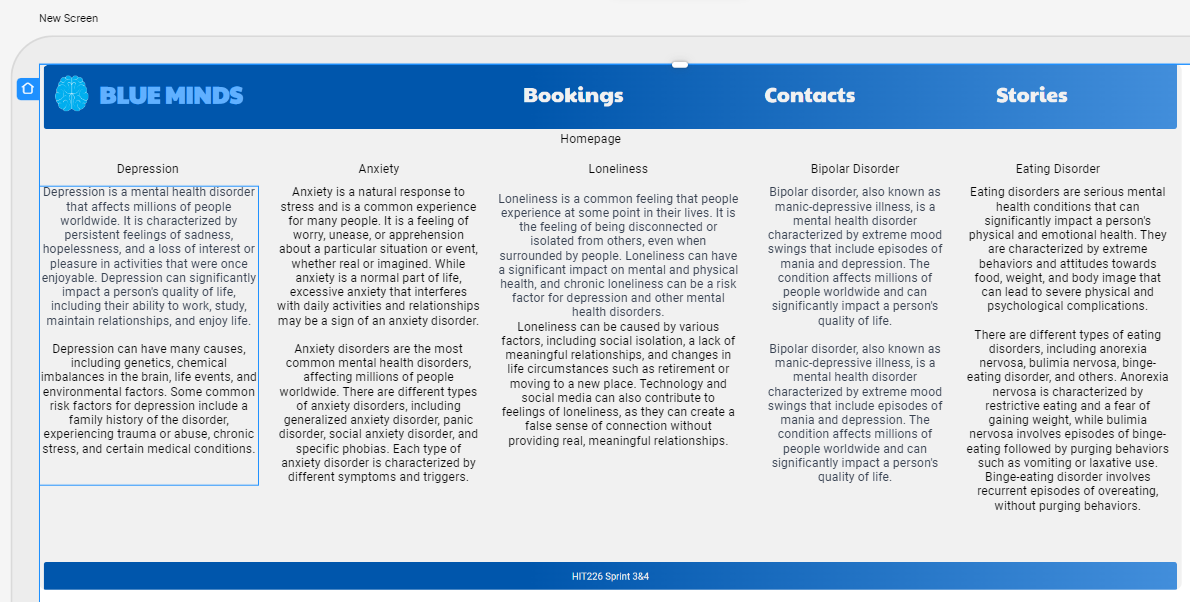 New Screen
BLUE MINDS
Bookings
Contacts
Stories
Homepage
Depression
Depression is a mental health disorder
that affects millions of people
worldwide. It is characterized by
persistent feelings of sadness,
hopelessness, and a loss of interest or
pleasure in activities that were once
enjoyable. Depression can significantly
impact a person's quality of life,
including their ability to work, study,
maintain relationships, and enjoy life.
Depression can have many causes,
including genetics, chemical
imbalances in the brain, life events, and
environmental factors. Some common
risk factors for depression include a
family history of the disorder,
experiencing trauma or abuse, chronic
stress, and certain medical conditions.
Anxiety
Anxiety is a natural response to
stress and is a common experience
for many people. It is a feeling of
worry, unease, or apprehension
about a particular situation or event,
whether real or imagined. While
anxiety is a normal part of life,
excessive anxiety that interferes
with daily activities and relationships
may be a sign of an anxiety disorder.
Anxiety disorders are the most
common mental health disorders,
affecting millions of people
worldwide. There are different types
of anxiety disorders, including
generalized anxiety disorder, panic
disorder, social anxiety disorder, and
specific phobias. Each type of
anxiety disorder is characterized by
different symptoms and triggers.
Loneliness
Loneliness is a common feeling that people
experience at some point in their lives. It is
the feeling of being disconnected or
isolated from others, even when
surrounded by people. Loneliness can have
a significant impact on mental and physical
health, and chronic loneliness can be a risk
factor for depression and other mental
health disorders.
Loneliness can be caused by various
factors, including social isolation, a lack of
meaningful relationships, and changes in
life circumstances such as retirement or
moving to a new place. Technology and
social media can also contribute to
feelings of loneliness, as they can create a
false sense of connection without
providing real, meaningful relationships.
Bipolar Disorder
Bipolar disorder, also known as
manic-depressive illness, is a
mental health disorder
characterized by extreme mood
swings that include episodes of
mania and depression. The
condition affects millions of
people worldwide and can
significantly impact a person's
quality of life.
Bipolar disorder, also known as
manic-depressive illness, is a
mental health disorder
characterized by extreme mood
swings that include episodes of
mania and depression. The
condition affects millions of
people worldwide and can
significantly impact a person's
quality of life.
Eating Disorder
Eating disorders are serious mental
health conditions that can
significantly impact a person's
physical and emotional health. They
are characterized by extreme
behaviors and attitudes towards
food, weight, and body image that
can lead to severe physical and
psychological complications.
There are different types of eating
disorders, including anorexia
nervosa, bulimia nervosa, binge-
eating disorder, and others. Anorexia
nervosa is characterized by
restrictive eating and a fear of
gaining weight, while bulimia
nervosa involves episodes of binge-
eating followed by purging behaviors
such as vomiting or laxative use.
Binge-eating disorder involves
recurrent episodes of overeating,
without purging behaviors.
HIT226 Sprint 3&4